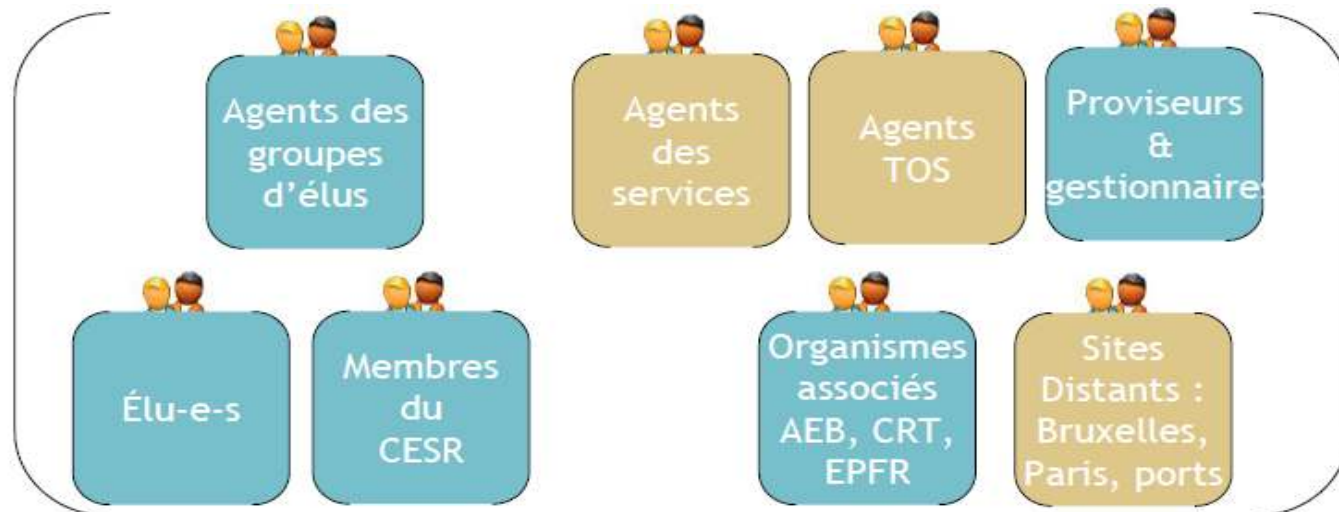 Agents des
groupes
d’élus
Agents
des
services
Agents
TOS
Proviseurs
&
gestionnaires
Élu-e-s
Membres
du
CESR
Organismes
associés
AEB, CRT,
EPFR
Sites
Distants :
Bruxelles,
Paris, ports